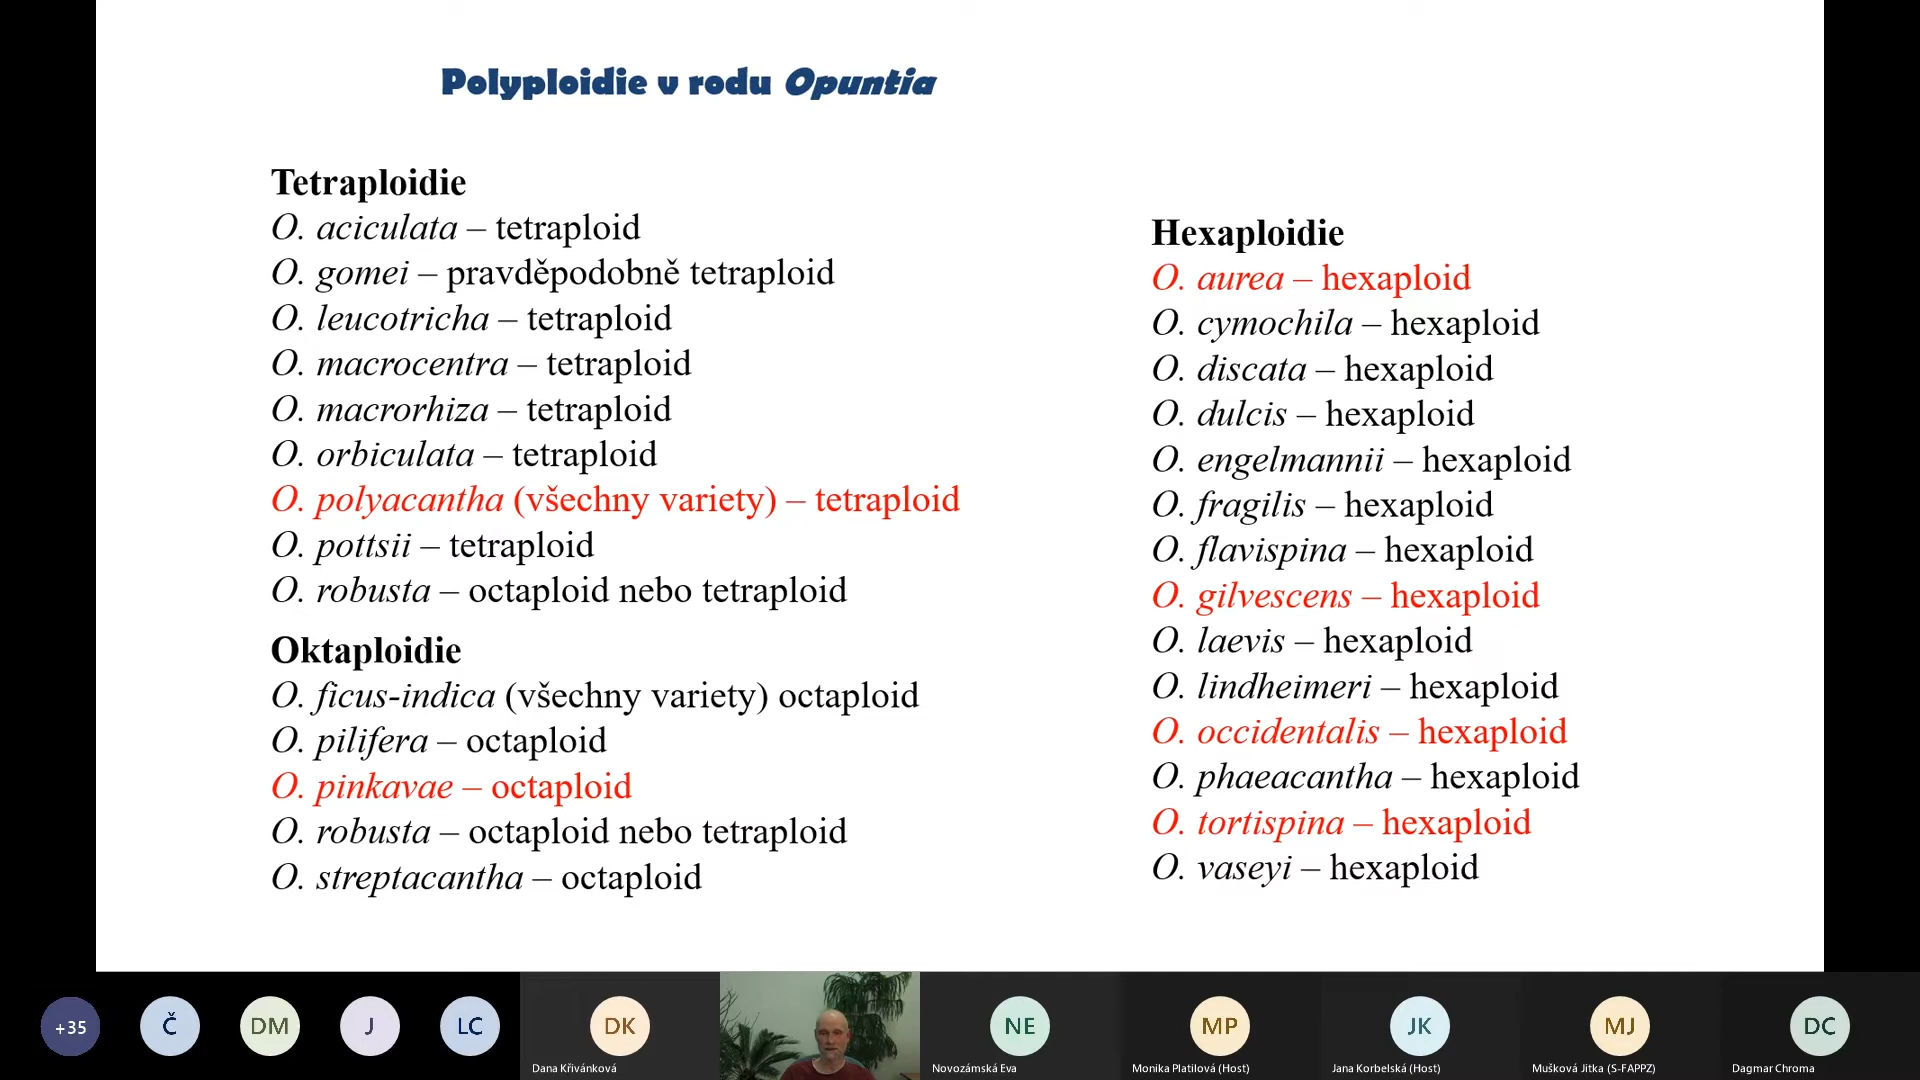 Polyploidie v rodu Opuntia
Tetraploidie
O. aciculata – tetraploid
O. gomei – pravděpodobně tetraploid
O. leucotricha – tetraploid
O. macrocentra – tetraploid
O. macrorhiza – tetraploid
O. orbiculata – tetraploid
O. polyacantha (všechny variety) – tetraploid
O. pottsii – tetraploid
O. robusta – octaploid nebo tetraploid
Oktaploidie
O. ficus-indica (všechny variety) octaploid
O. pilifera – octaploid
O. pinkavae – octaploid
O. robusta – octaploid nebo tetraploid
O. streptacantha – octaploid
Hexaploidie
O. aurea – hexaploid
O. cymochila – hexaploid
O. discata – hexaploid
O. dulcis – hexaploid
O. engelmannii – hexaploid
O. fragilis – hexaploid
O. flavispina – hexaploid
O. gilvescens – hexaploid
O. laevis – hexaploid
O. lindheimeri – hexaploid
O. occidentalis – hexaploid
O. phaeacantha – hexaploid
O. tortispina – hexaploid
O. vaseyi – hexaploid
+35
Č
DM
J
LC
DK
Dana Křivánková
NE
Novozámská Eva
MP
Monika Platilová (Host)
JK
Jana Korbelská (Host)
MJ
Mušková Jitka (S-FAPPZ)
DC
Dagmar Chroma